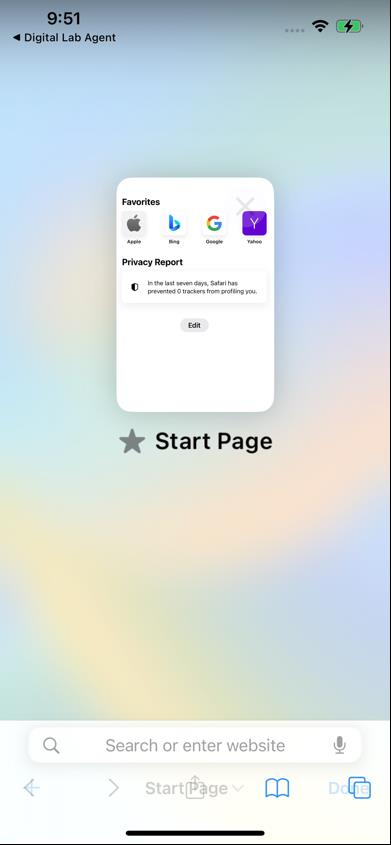 9:51
◀ Digital Lab Agent
Favorites
Apple Bing Google Yahoo
Privacy Report
In the last seven days, Safari has
prevented 0 trackers from profiling you.
Edit
Start Page
Search or enter website
Start Page Done